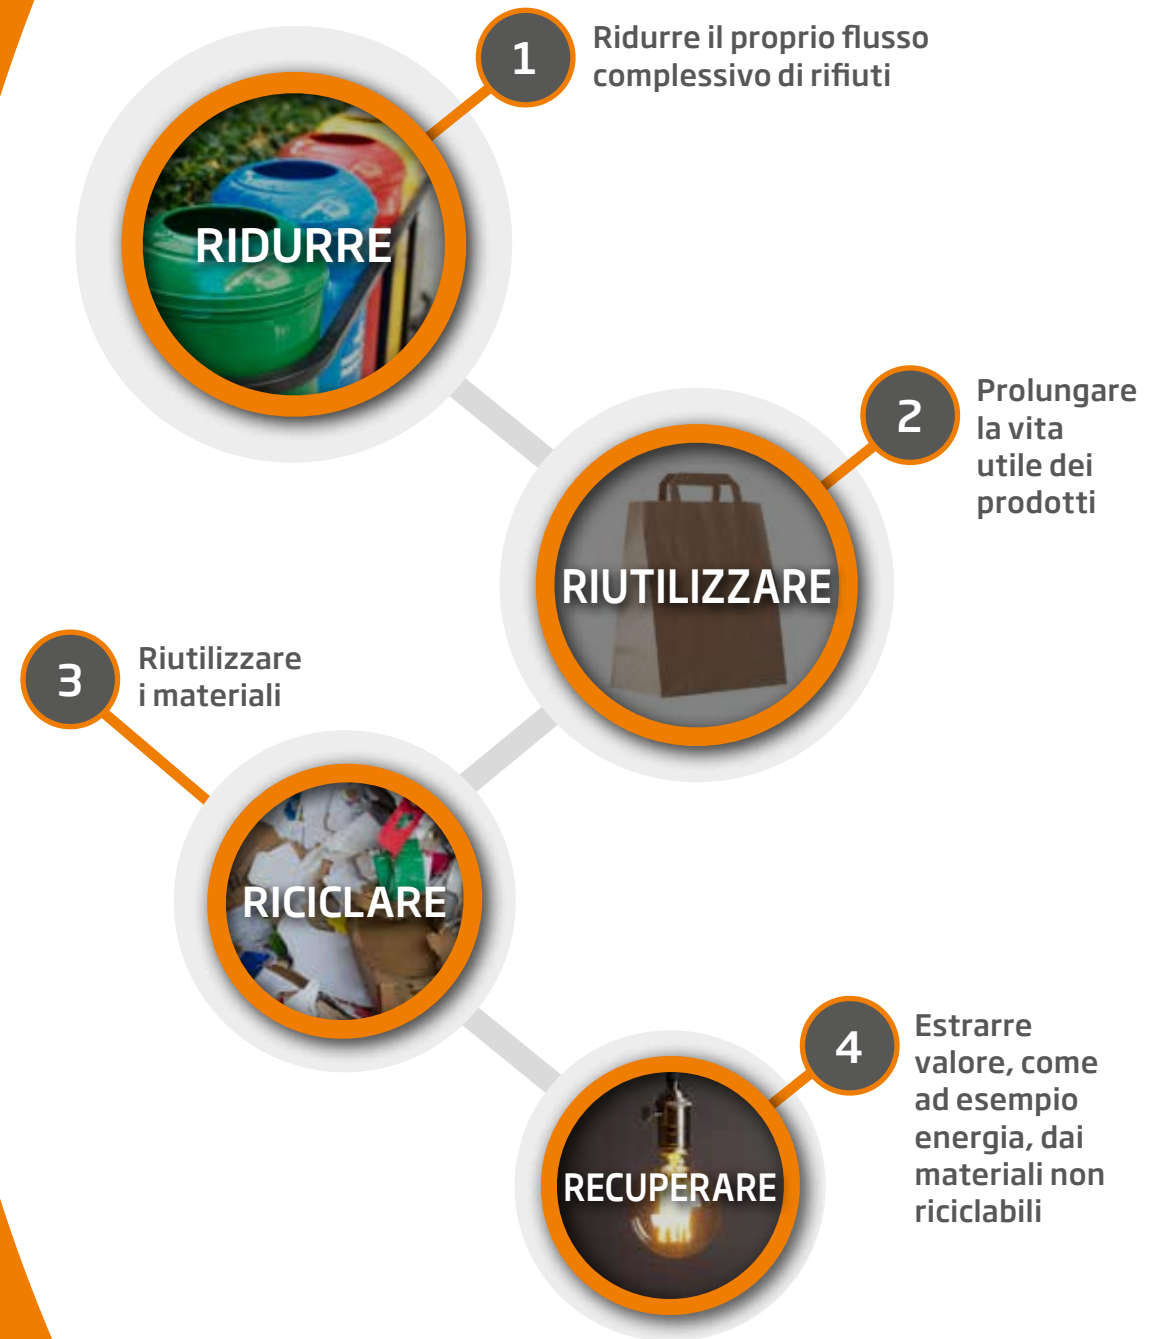 1
Ridurre il proprio flusso
complessivo di rifiuti
RIDURRE
2
Prolungare
la vita
utile dei
prodotti
RIUTILIZZARE
3
Riutilizzare
i materiali
RICICLARE
4
Estrarre
valore, come
ad esempio
energia, dai
materiali non
riciclabili
RECUPERARE